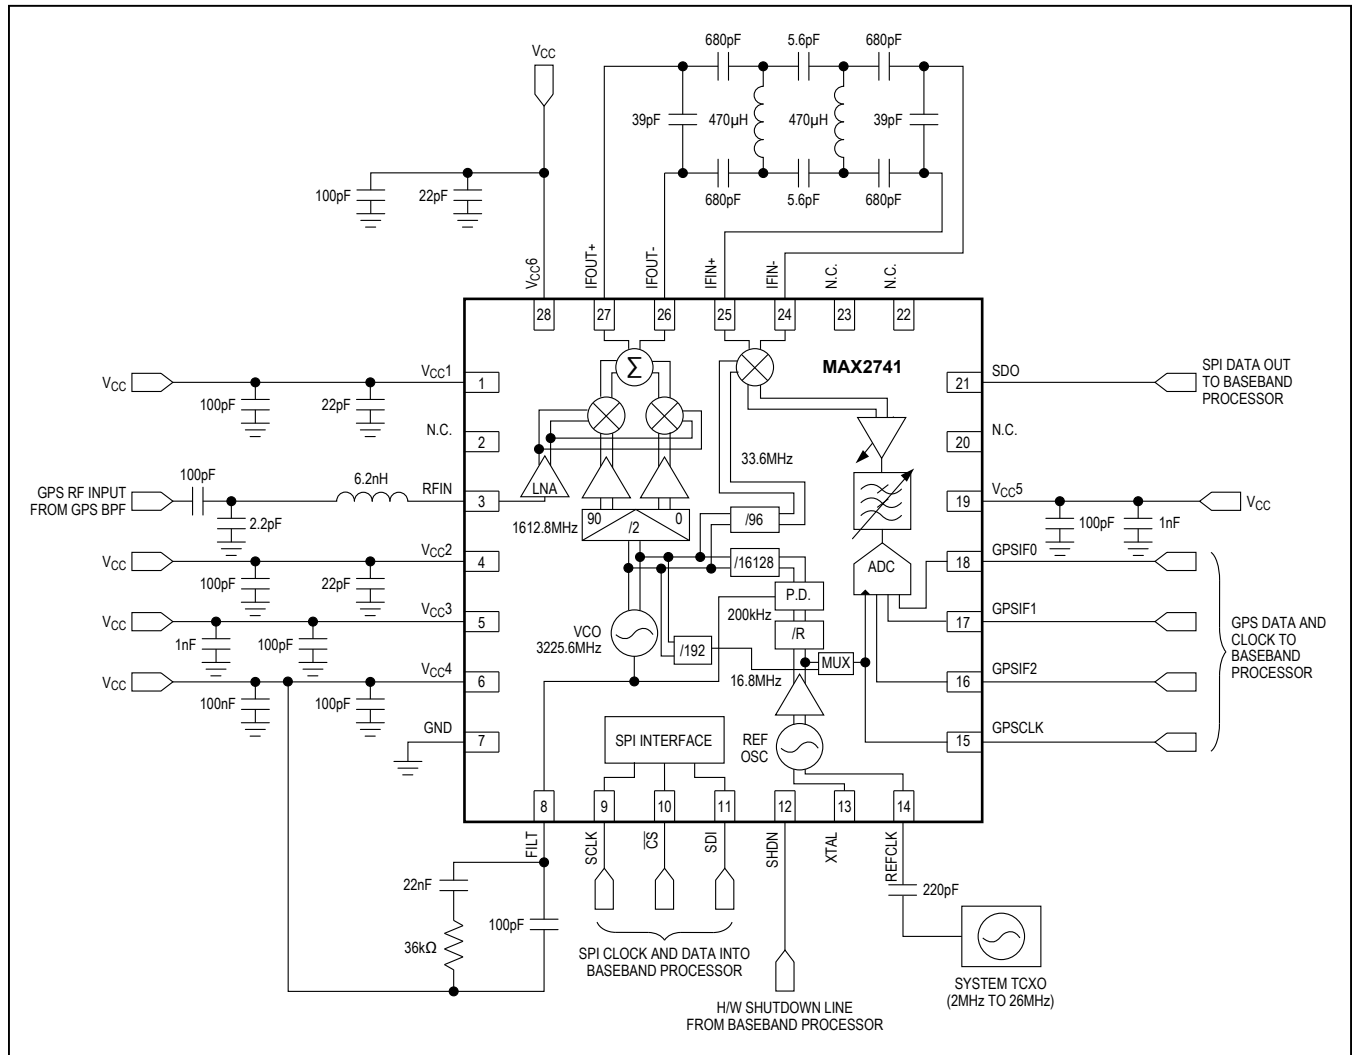 680pF
5.6pF
680pF
VCC
39pF
470µH
470µH
39pF
100pF
22pF
680pF
5.6pF
680pF
VCC6
IFOUT+
IFOUT-
IFIN+
IFIN-
N.C.
N.C.
28
27
26
25
24
23
22
MAX2741
VCC
VCC1
1
100pF
22pF
Σ
21
SDO
SPI DATA OUT
TO BASEBAND
PROCESSOR
N.C.
2
20
N.C.
33.6MHz
100pF
6.2nH
GPS RF INPUT
FROM GPS BPF
RFIN
3
LNA
2.2pF
1612.8MHz
90
/2
0
/96
19
VCC5
VCC
100pF
1nF
VCC
VCC2
4
100pF
22pF
/16128
ADC
18
GPSIF0
P.D.
200kHz
VCC
VCC3
5
1nF
100pF
VCO
3225.6MHz
/R
17
GPSIF1
/192
MUX
GPS DATA AND
CLOCK TO
BASEBAND
PROCESSOR
VCC
VCC4
6
100nF
100pF
16.8MHz
16
GPSIF2
GND
7
SPI INTERFACE
REF
OSC
15
GPSCLK
8
9
10
11
12
13
14
FILT
SCLK
CS
SDI
SHDN
XTAL
REFCLK
22nF
100pF
36kΩ
220pF
SPI CLOCK AND DATA INTO
BASEBAND PROCESSOR
SYSTEM TCXO
(2MHz TO 26MHz)
H/W SHUTDOWN LINE
FROM BASEBAND PROCESSOR